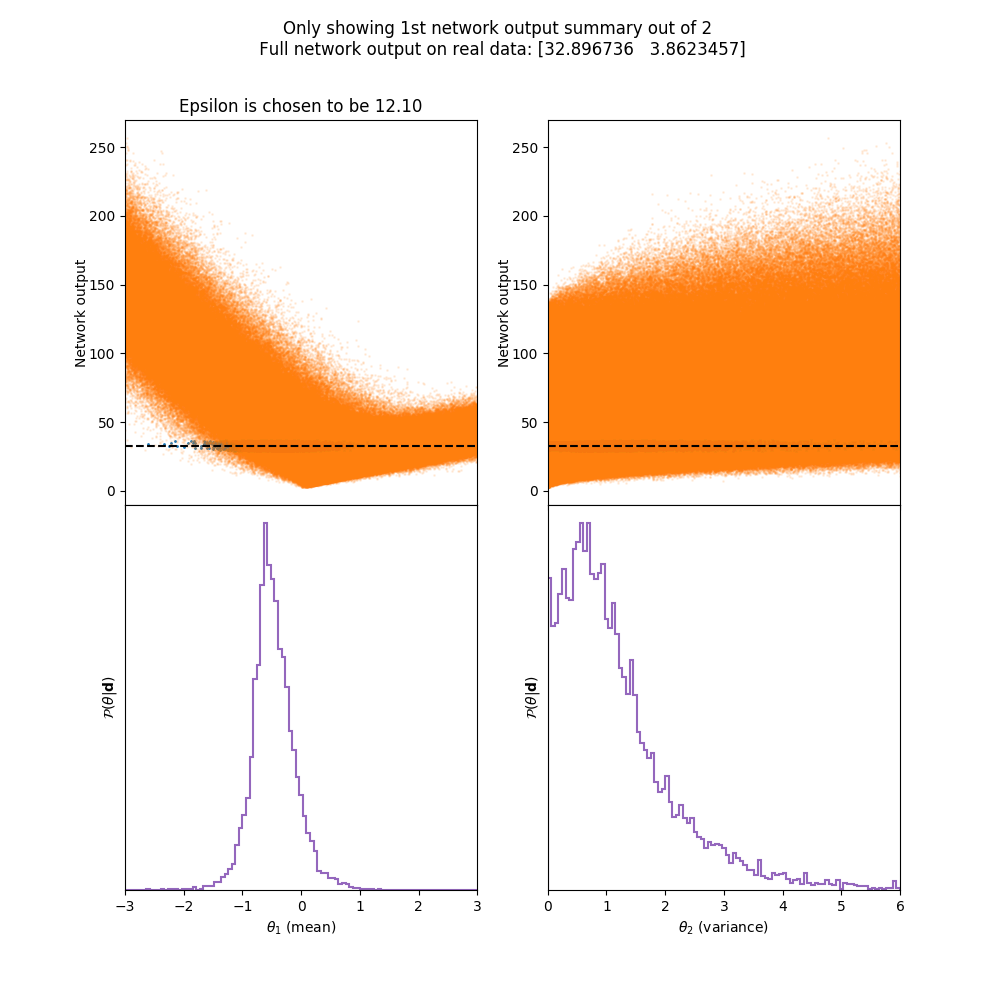 Only showing 1st network output summary out of 2
Full network output on real data: [32.896736 3.8623457]
Epsilon is chosen to be 12.10
250
200
150
100
50
0
Network output
250
200
150
100
50
0
Network output
𝒫(θ|𝐝)
−3 −2 −1 0 1 2 3
θ₁ (mean)
𝒫(θ|𝐝)
0 1 2 3 4 5 6
θ₂ (variance)